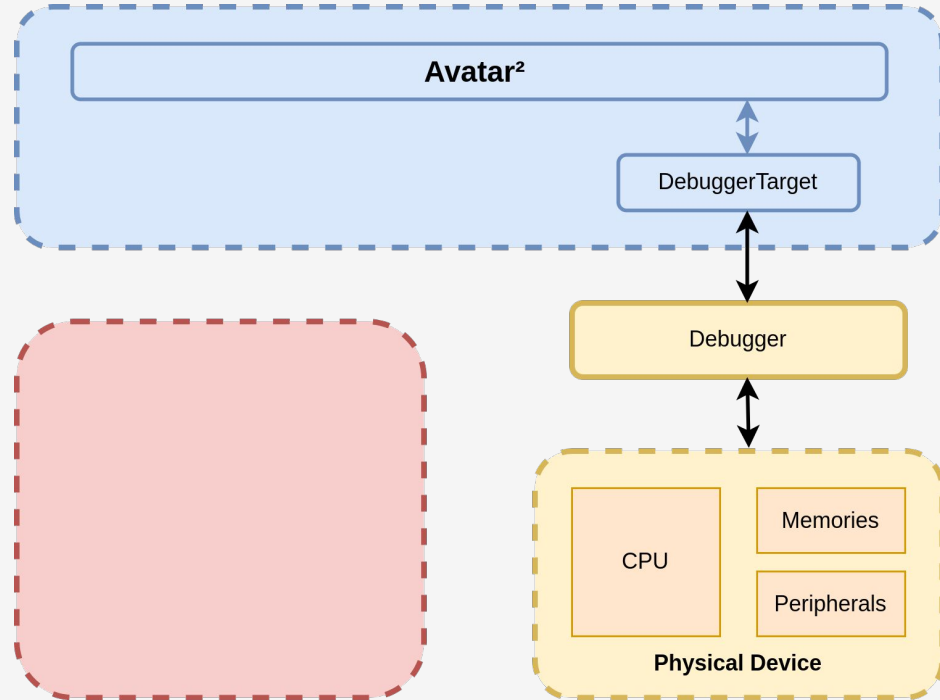 Avatar²
DebuggerTarget
Debugger
CPU
Memories
Peripherals
Physical Device